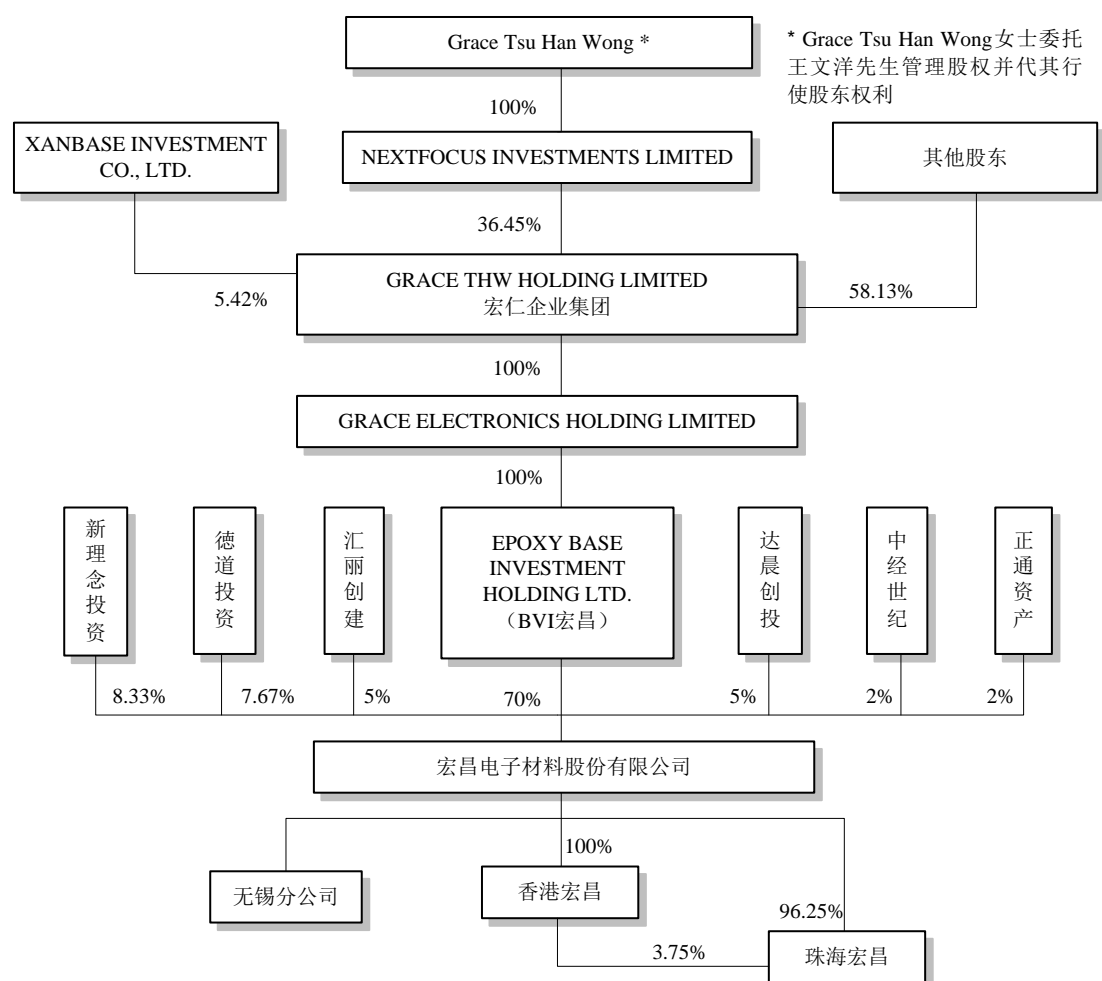 Grace Tsu Han Wong *
* Grace Tsu Han Wong女士委托
王文洋先生管理股权并代其行
使股东权利
100%
XANBASE INVESTMENT
CO., LTD.
NEXTFOCUS INVESTMENTS LIMITED
其他股东
36.45%
GRACE THW HOLDING LIMITED
宏仁企业集团
5.42%
58.13%
100%
GRACE ELECTRONICS HOLDING LIMITED
100%
新理念投资
德道投资
汇丽创建
EPOXY BASE
INVESTMENT
HOLDING LTD.
（BVI宏昌）
达晨创投
中经世纪
正通资产
8.33%
7.67%
5%
70%
5%
2%
2%
宏昌电子材料股份有限公司
100%
无锡分公司
香港宏昌
96.25%
3.75%
珠海宏昌